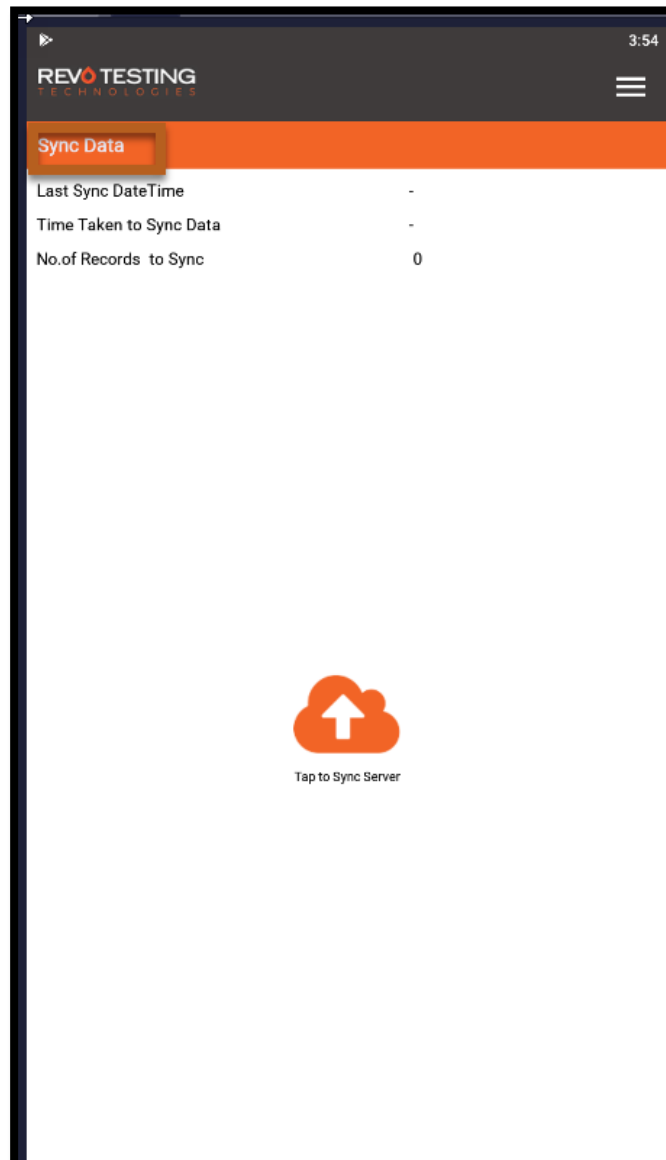 3:54
REVO TESTING
TECHNOLOGIES
Sync Data
Last Sync DateTime -
Time Taken to Sync Data -
No.of Records to Sync 0
Tap to Sync Server